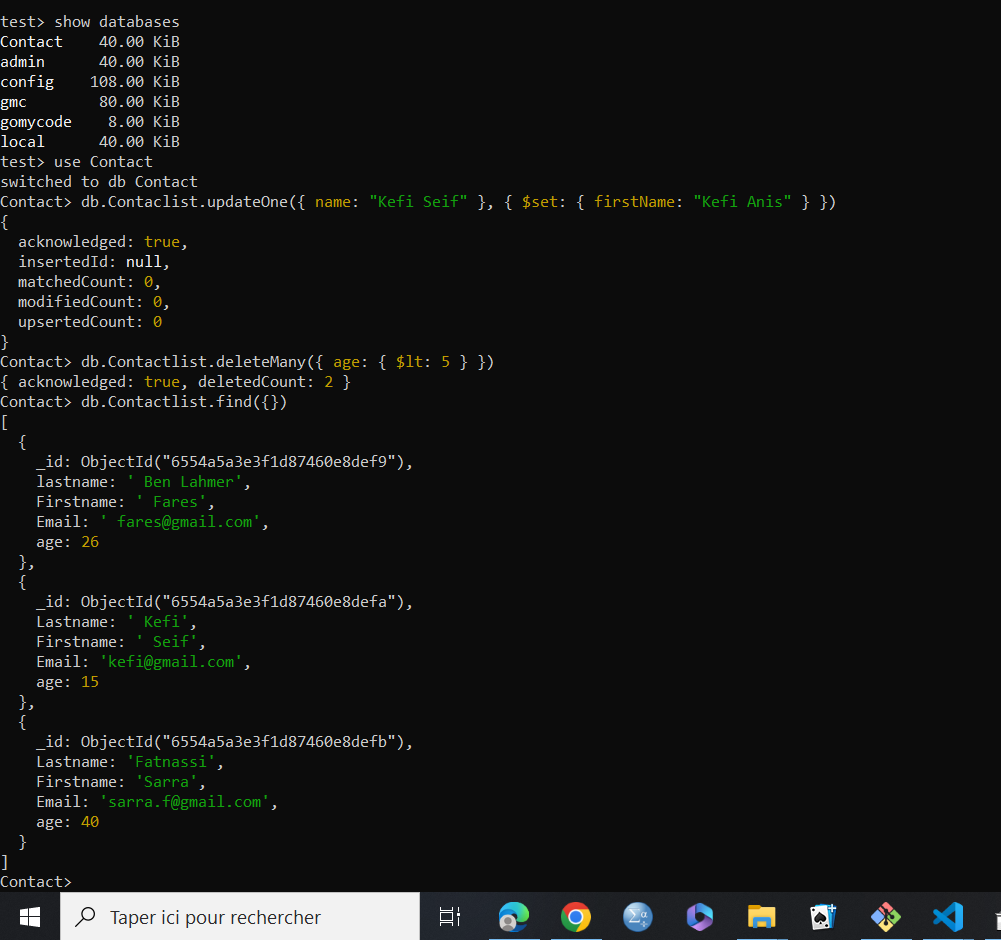 test> show databases
Contact    40.00 KiB
admin      40.00 KiB
config    108.00 KiB
gmc        80.00 KiB
gomycode    8.00 KiB
local      40.00 KiB
test> use Contact
switched to db Contact
Contact> db.Contaclist.updateOne({ name: "Kefi Seif" }, { $set: { firstName: "Kefi Anis" } })
{
  acknowledged: true,
  insertedId: null,
  matchedCount: 0,
  modifiedCount: 0,
  upsertedCount: 0
}
Contact> db.Contactlist.deleteMany({ age: { $lt: 5 } })
{ acknowledged: true, deletedCount: 2 }
Contact> db.Contactlist.find({})
[
  {
    _id: ObjectId("6554a5a3e3f1d87460e8def9"),
    lastname: ' Ben Lahmer',
    Firstname: ' Fares',
    Email: ' fares@gmail.com',
    age: 26
  },
  {
    _id: ObjectId("6554a5a3e3f1d87460e8defa"),
    Lastname: ' Kefi',
    Firstname: ' Seif',
    Email: 'kefi@gmail.com',
    age: 15
  },
  {
    _id: ObjectId("6554a5a3e3f1d87460e8defb"),
    Lastname: 'Fatnassi',
    Firstname: 'Sarra',
    Email: 'sarra.f@gmail.com',
    age: 40
  }
]
Contact>
Taper ici pour rechercher